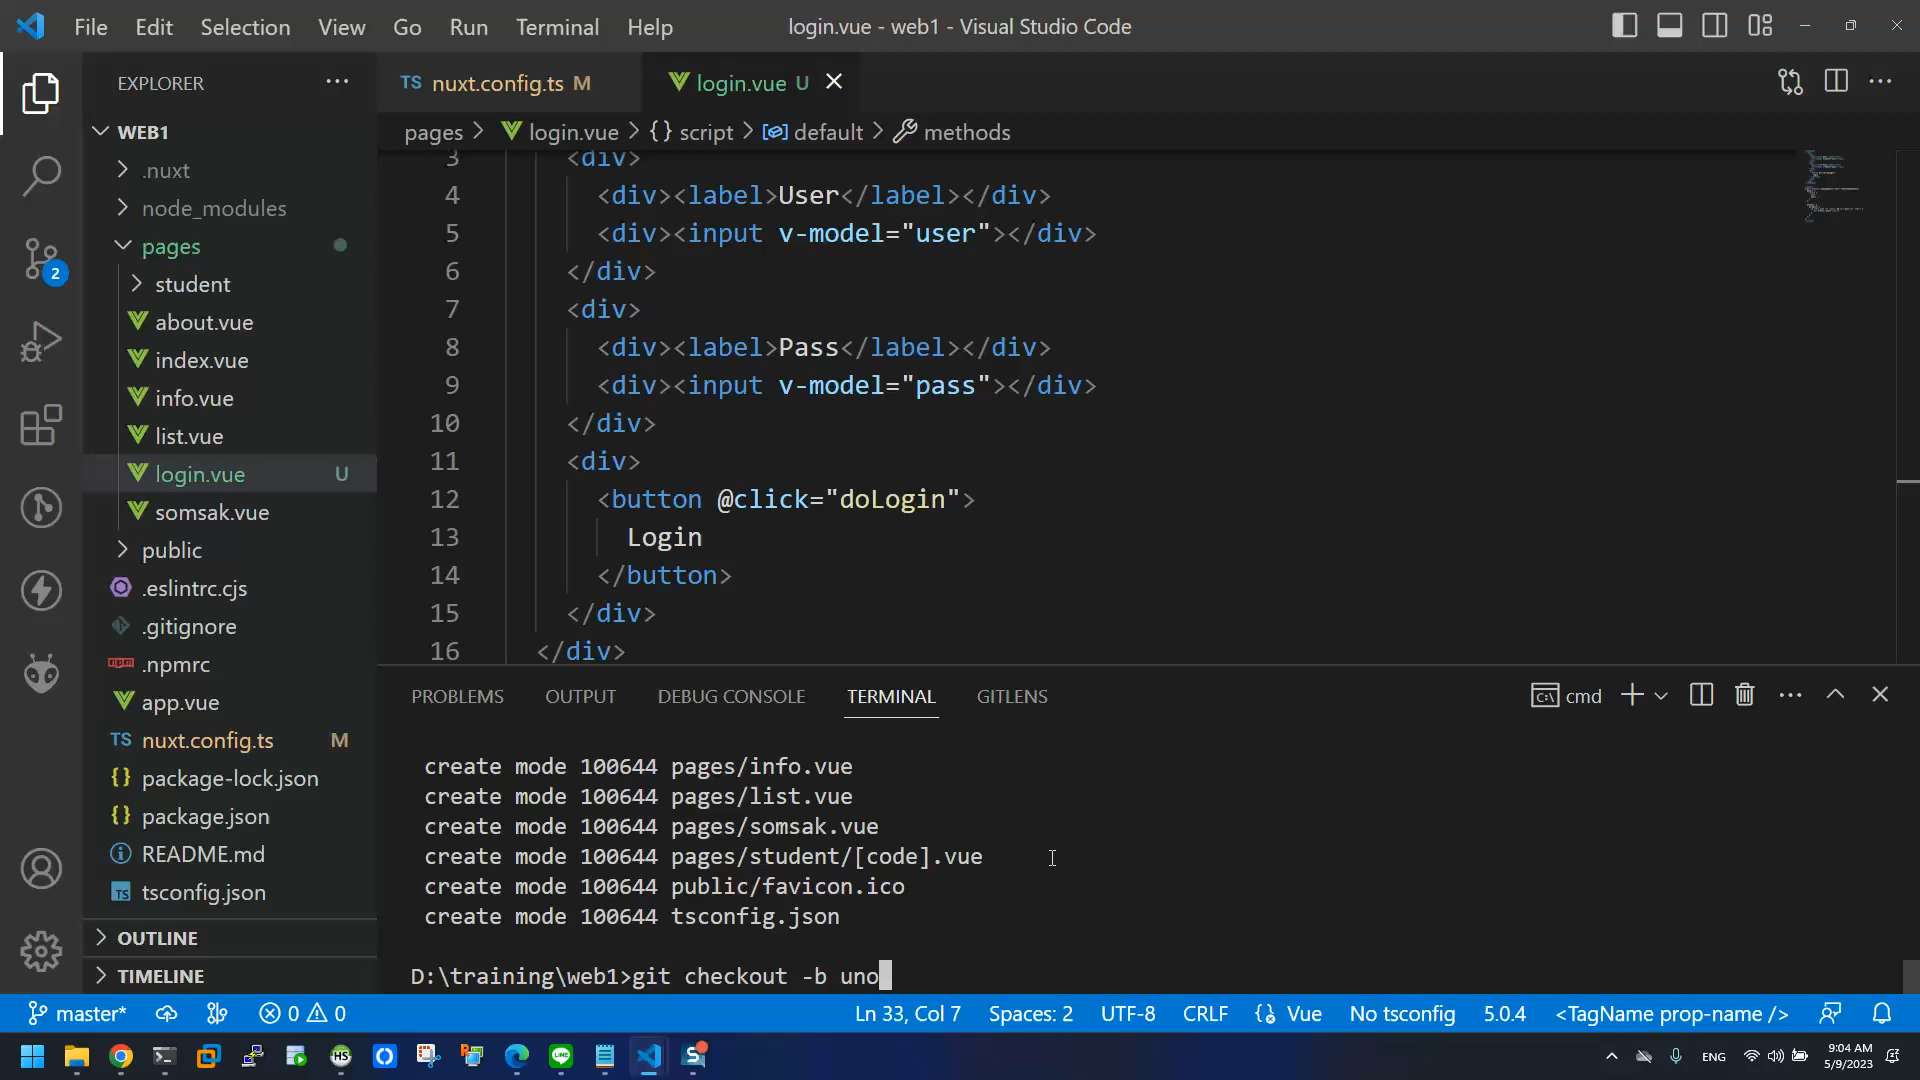 File Edit Selection View Go Run Terminal Help login.vue - web1 - Visual Studio Code
EXPLORER
WEB1
.nuxt
node_modules
pages
student
about.vue
index.vue
info.vue
list.vue
login.vue U
somsak.vue
public
.eslintrc.cjs
.gitignore
.npmrc
app.vue
TS nuxt.config.ts M
{} package-lock.json
{} package.json
README.md
TS tsconfig.json
OUTLINE
TIMELINE
2
TS nuxt.config.ts M login.vue U
pages > login.vue > {} script > default > methods
3 <div>
4 <div><label>User</label></div>
5 <div><input v-model="user"></div>
6 </div>
7 <div>
8 <div><label>Pass</label></div>
9 <div><input v-model="pass"></div>
10 </div>
11 <div>
12 <button @click="doLogin">
13 Login
14 </button>
15 </div>
16 </div>
PROBLEMS OUTPUT DEBUG CONSOLE TERMINAL GITLENS cmd
create mode 100644 pages/info.vue
create mode 100644 pages/list.vue
create mode 100644 pages/somsak.vue
create mode 100644 pages/student/[code].vue
create mode 100644 public/favicon.ico
create mode 100644 tsconfig.json
D:\training\web1>git checkout -b uno
master* 0 0 Ln 33, Col 7 Spaces: 2 UTF-8 CRLF Vue No tsconfig 5.0.4 <TagName prop-name />
ENG 9:04 AM
5/9/2023